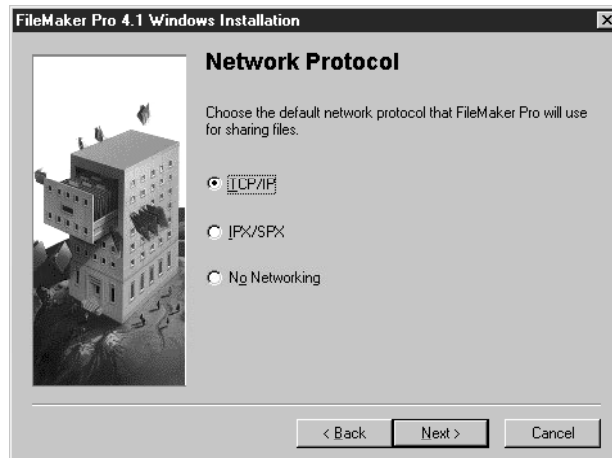 FileMaker Pro 4.1 Windows Installation
Network Protocol
Choose the default network protocol that FileMaker Pro will use
for sharing files.
TCP/IP
IPX/SPX
No Networking
< Back
Next >
Cancel